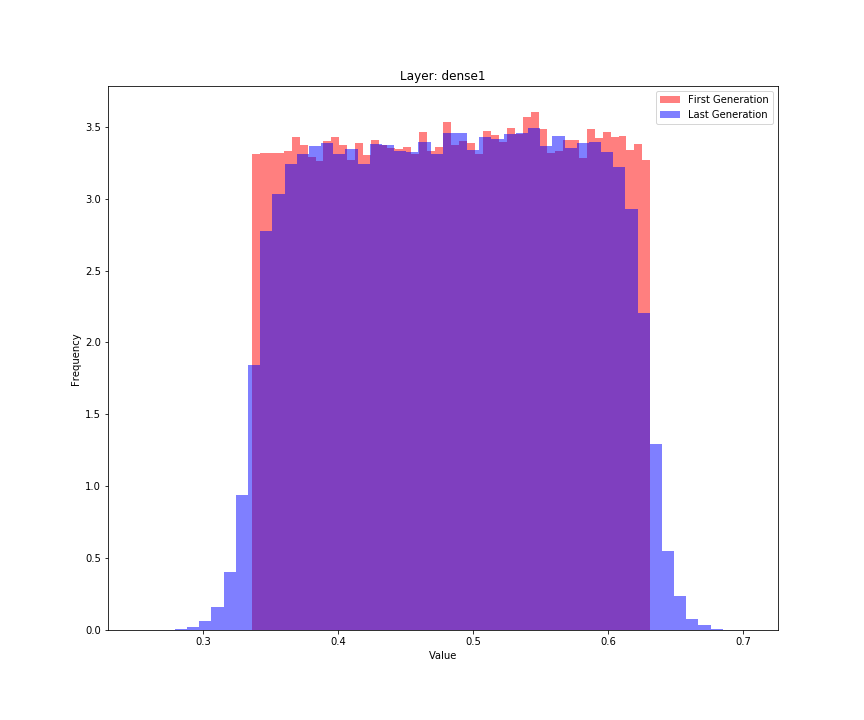 Layer: dense1
First Generation
Last Generation
3.5
3.0
2.5
2.0
1.5
1.0
0.5
0.0
Frequency
0.3 0.4 0.5 0.6 0.7
Value